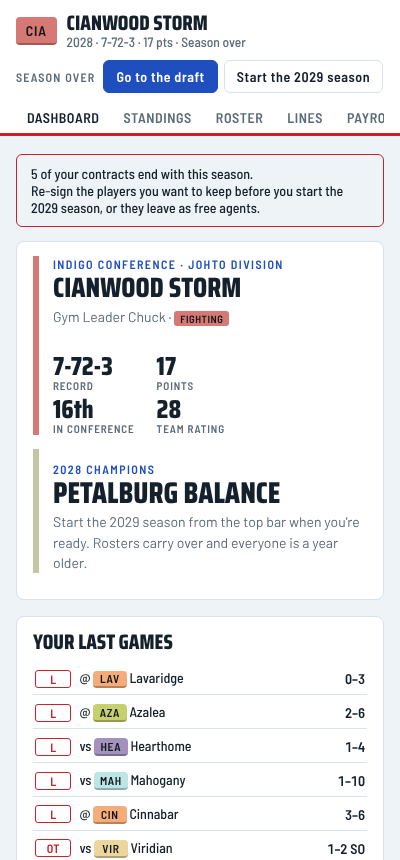 CIA
CIANWOOD STORM
2028 · 7-72-3 · 17 pts · Season over
SEASON OVER
Go to the draft
Start the 2029 season
DASHBOARD STANDINGS ROSTER LINES PAYRO
5 of your contracts end with this season.
Re-sign the players you want to keep before you start the
2029 season, or they leave as free agents.
INDIGO CONFERENCE · JOHTO DIVISION
CIANWOOD STORM
Gym Leader Chuck · FIGHTING
7-72-3 17
RECORD POINTS
16th 28
IN CONFERENCE TEAM RATING
2028 CHAMPIONS
PETALBURG BALANCE
Start the 2029 season from the top bar when you're
ready. Rosters carry over and everyone is a year
older.
YOUR LAST GAMES
L @ LAV Lavaridge 0–3
L @ AZA Azalea 2–6
L vs HEA Hearthome 1–4
L vs MAH Mahogany 1–10
L @ CIN Cinnabar 3–6
OT vs VIR Viridian 1–2 SO